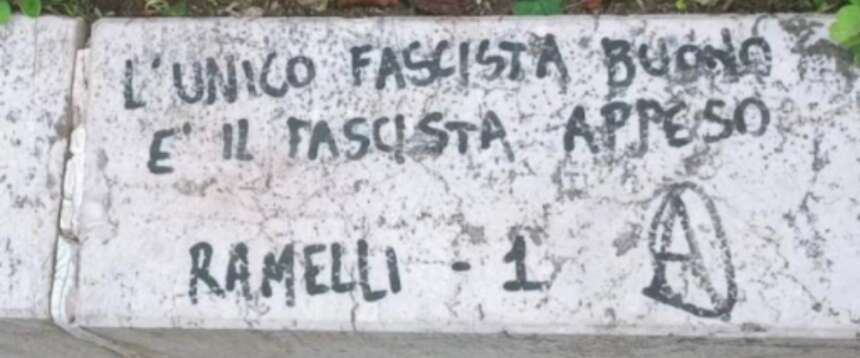 L'UNICO FASCISTA BUONO
E' IL FASCISTA APPESO
RAMELLI - 1 A